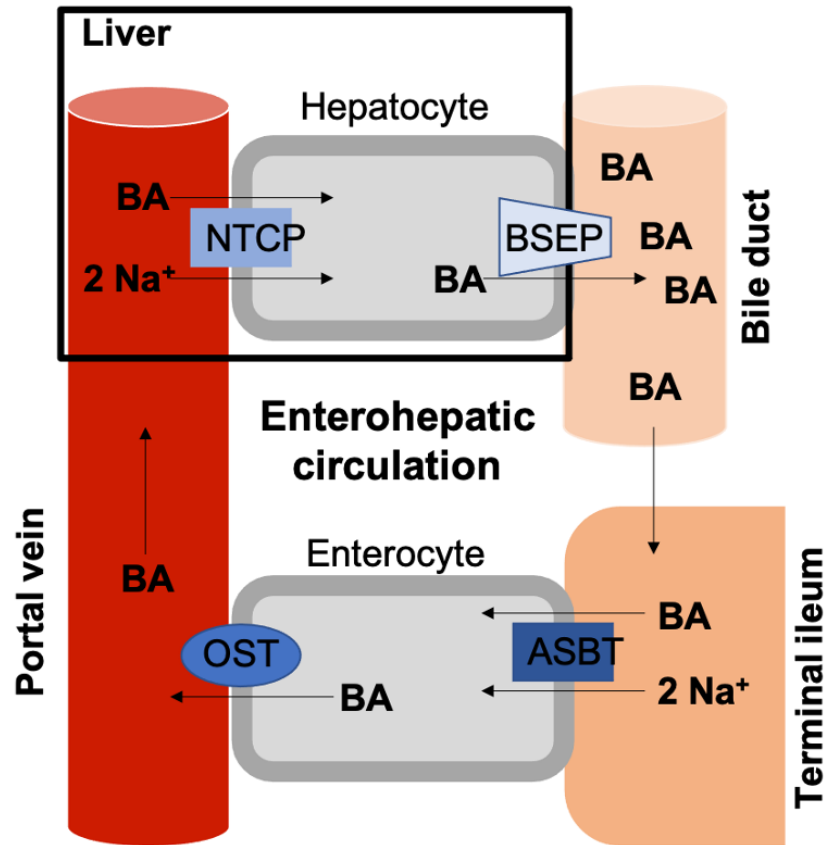 Liver
Hepatocyte
BA
NTCP
2 Na⁺
BSEP
BA
BA
BA
BA
BA
Bile duct
Enterohepatic
circulation
Portal vein
BA
Enterocyte
OST
BA
ASBT
BA
2 Na⁺
Terminal ileum